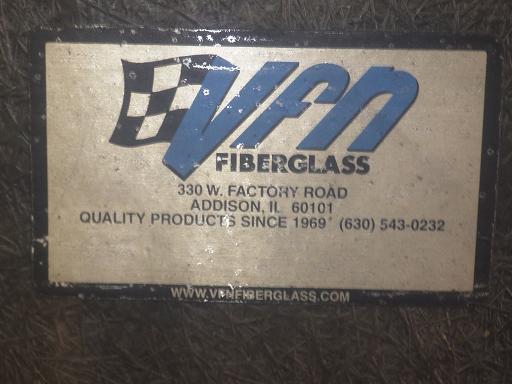 VFN
FIBERGLASS
330 W. FACTORY ROAD
ADDISON, IL 60101
QUALITY PRODUCTS SINCE 1969 (630) 543-0232
WWW.VFNFIBERGLASS.COM